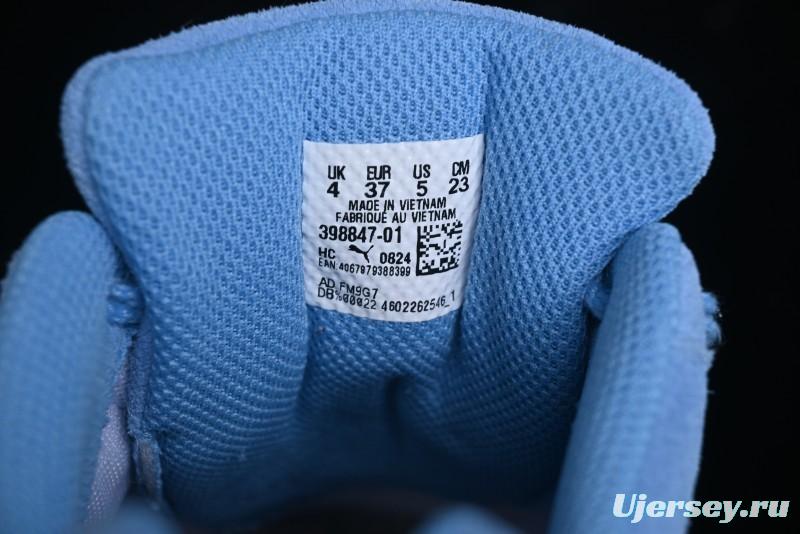 UK EUR US CM
4 37 5 23
MADE IN VIETNAM
FABRIQUÉ AU VIETNAM
398847-01
HC 0824
EAN:4067979388399
AD.FM9G7
DB%00022 4602262546_1
Ujersey.ru